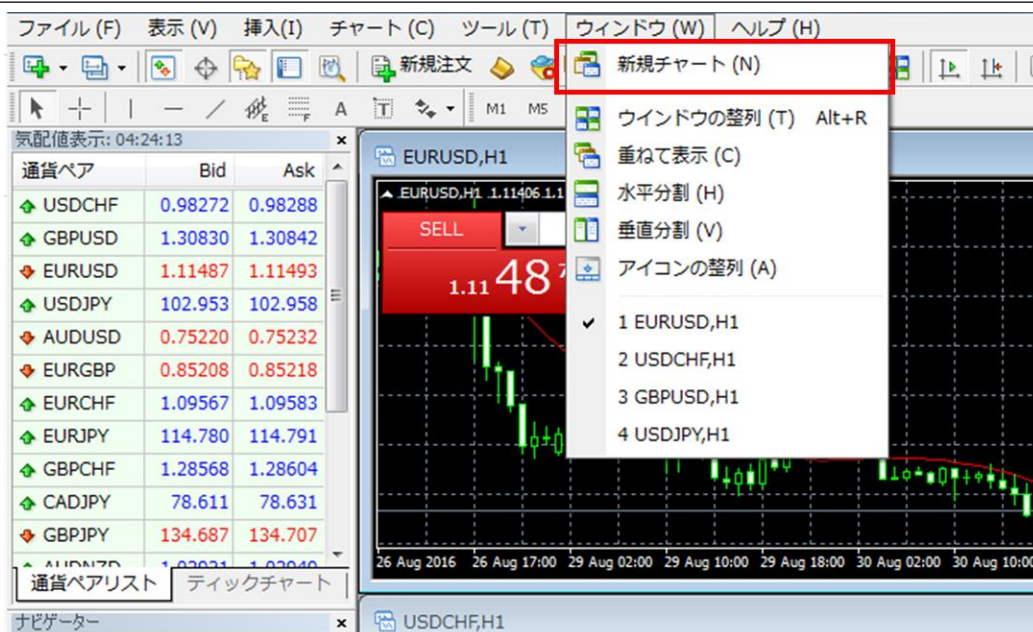 ファイル (F) 表示 (V) 挿入(I) チャート (C) ツール (T) ウィンドウ (W) ヘルプ (H)
新規注文
新規チャート (N)
A T M1 M5
ウインドウの整列 (T) Alt+R
重ねて表示 (C)
水平分割 (H)
垂直分割 (V)
アイコンの整列 (A)
1 EURUSD,H1
2 USDCHF,H1
3 GBPUSD,H1
4 USDJPY,H1
気配値表示: 04:24:13
通貨ペア Bid Ask
USDCHF 0.98272 0.98288
GBPUSD 1.30830 1.30842
EURUSD 1.11487 1.11493
USDJPY 102.953 102.958
AUDUSD 0.75220 0.75232
EURGBP 0.85208 0.85218
EURCHF 1.09567 1.09583
EURJPY 114.780 114.791
GBPCHF 1.28568 1.28604
CADJPY 78.611 78.631
GBPJPY 134.687 134.707
通貨ペアリスト ティックチャート
ナビゲーター
EURUSD,H1
EURUSD,H1 1.11406
SELL
1.11 48
26 Aug 2016 26 Aug 17:00 29 Aug 02:00 29 Aug 10:00 29 Aug 18:00 30 Aug 02:00 30 Aug 10:00
USDCHF,H1